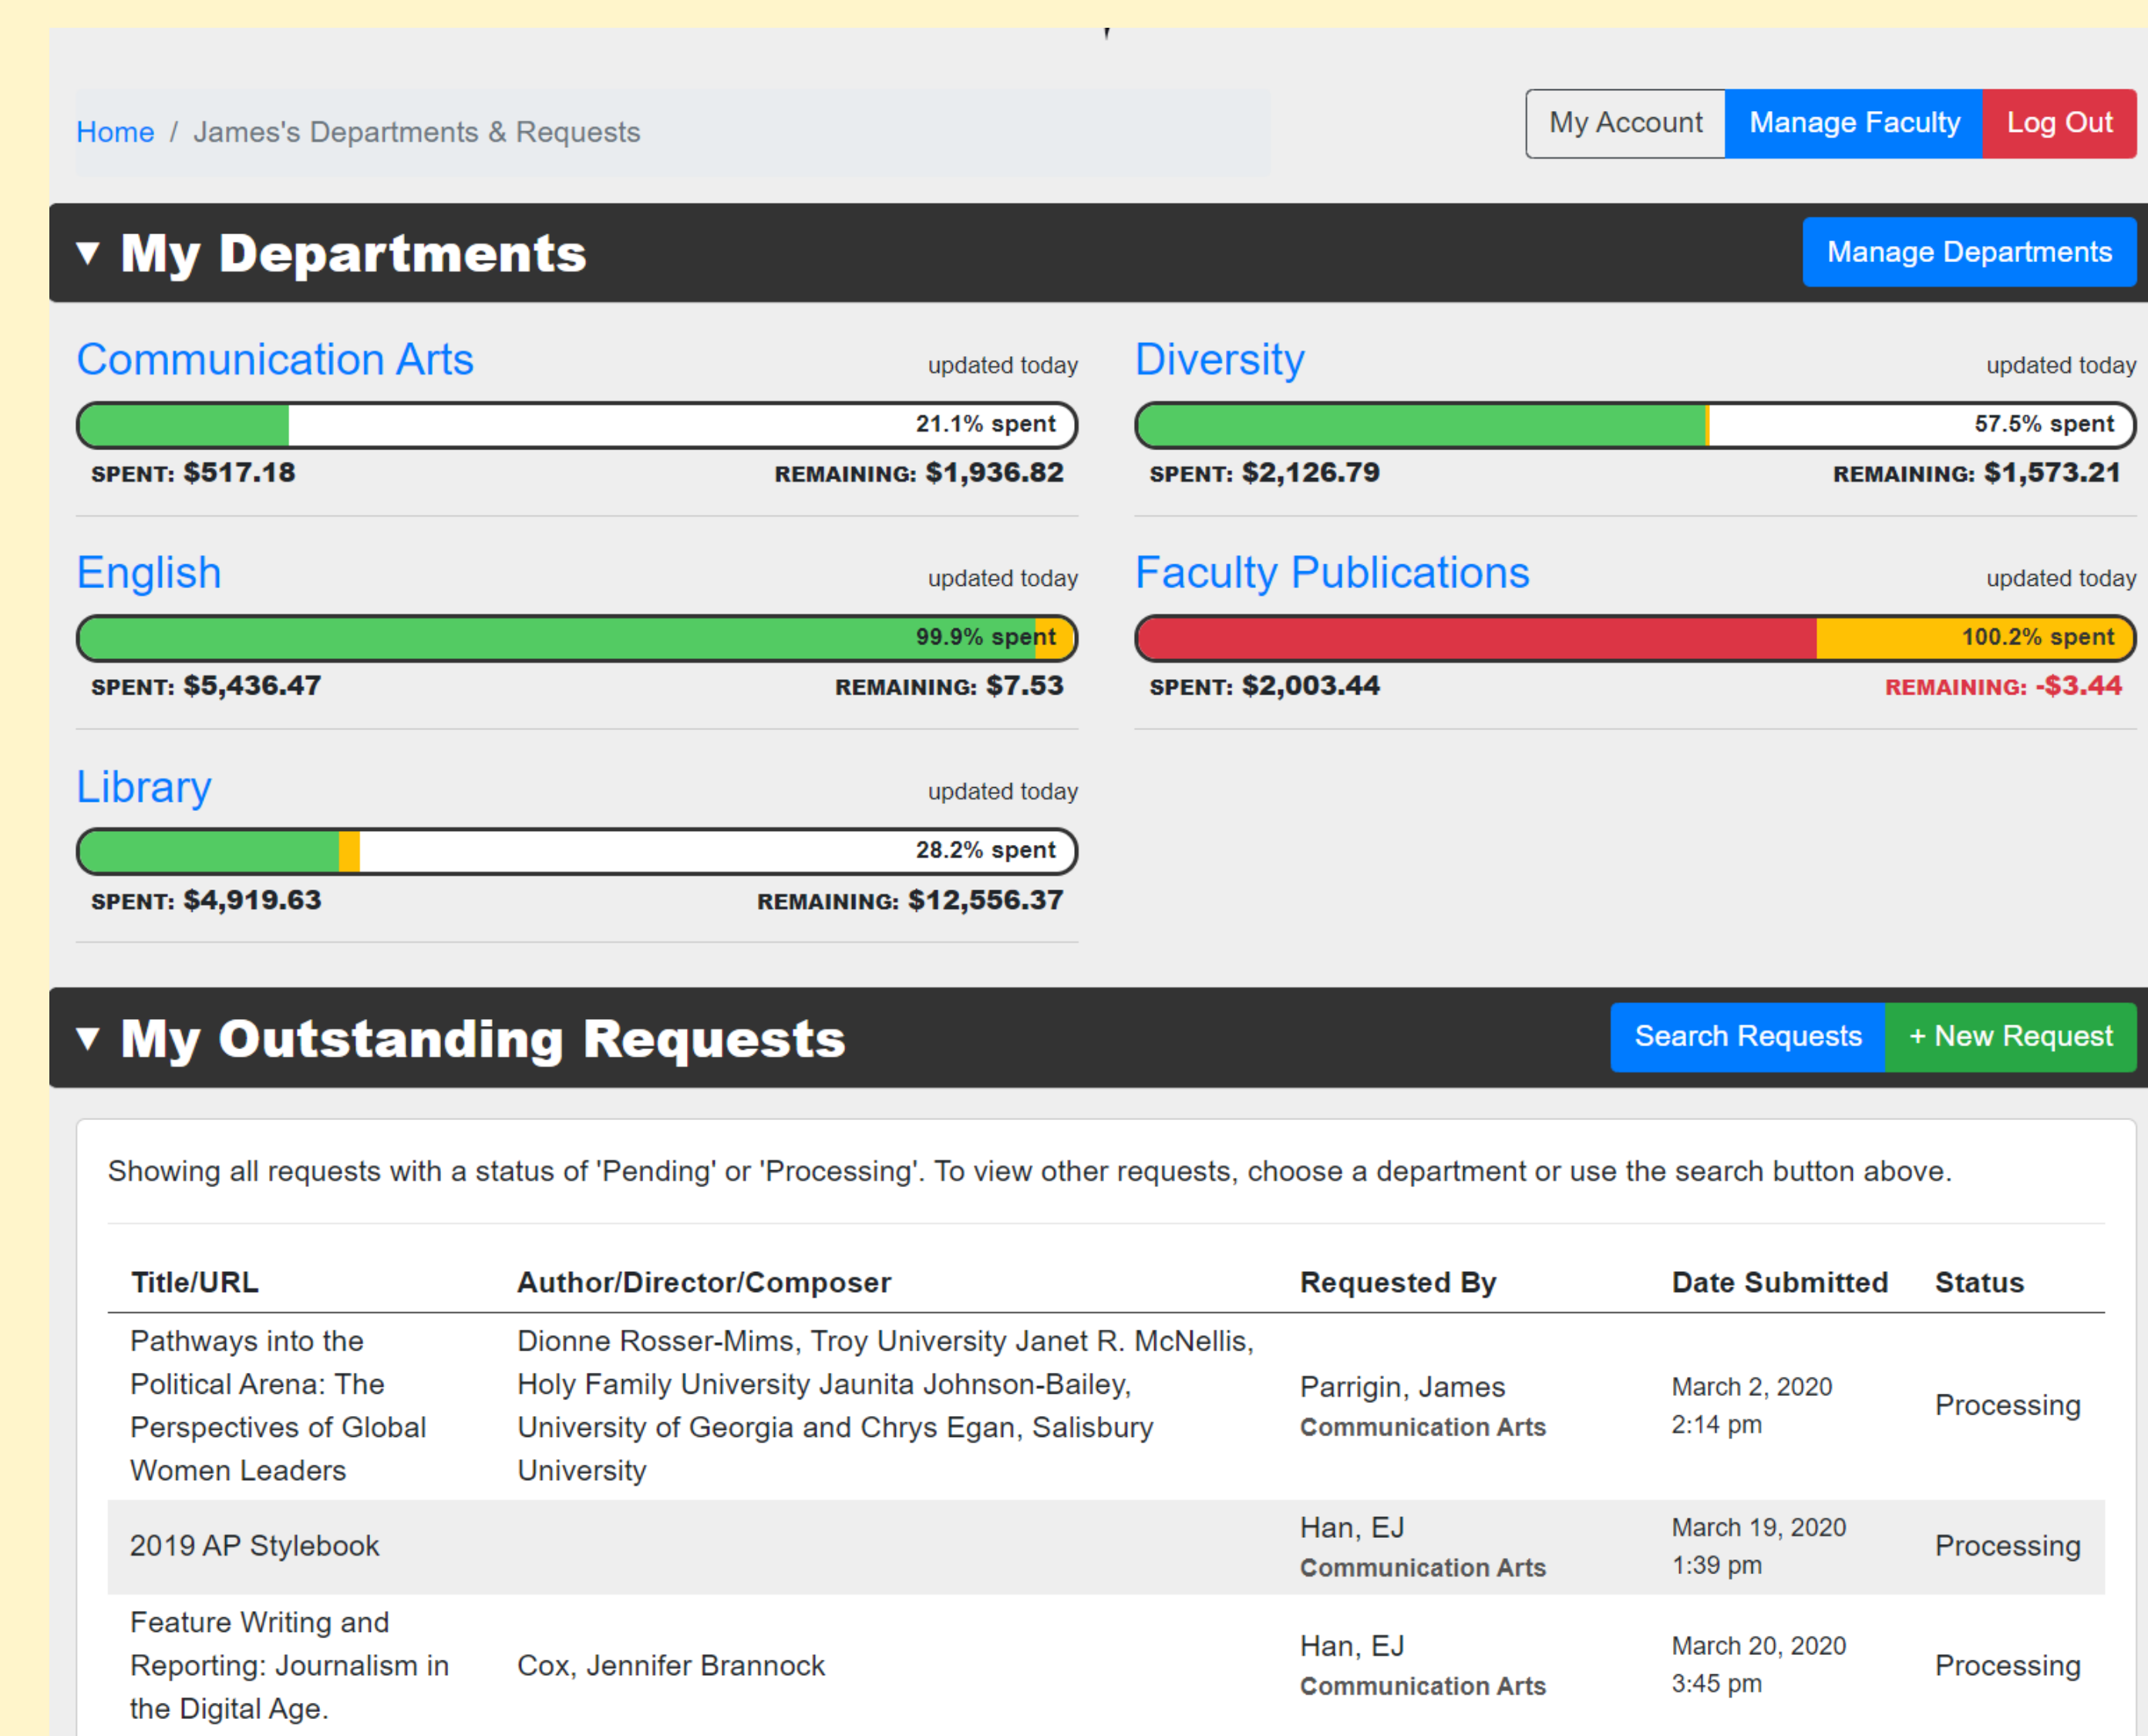 Home / James's Departments & Requests
My Account Manage Faculty Log Out
▼ My Departments
Manage Departments
Communication Arts updated today
21.1% spent
SPENT: $517.18 REMAINING: $1,936.82
Diversity updated today
57.5% spent
SPENT: $2,126.79 REMAINING: $1,573.21
English updated today
99.9% spent
SPENT: $5,436.47 REMAINING: $7.53
Faculty Publications updated today
100.2% spent
SPENT: $2,003.44 REMAINING: -$3.44
Library updated today
28.2% spent
SPENT: $4,919.63 REMAINING: $12,556.37
▼ My Outstanding Requests
Search Requests + New Request
Showing all requests with a status of 'Pending' or 'Processing'. To view other requests, choose a department or use the search button above.
Title/URL Author/Director/Composer Requested By Date Submitted Status
Pathways into the
Political Arena: The
Perspectives of Global
Women Leaders
Dionne Rosser-Mims, Troy University Janet R. McNellis,
Holy Family University Jaunita Johnson-Bailey,
University of Georgia and Chrys Egan, Salisbury
University
Parrigin, James
Communication Arts
March 2, 2020
2:14 pm
Processing
2019 AP Stylebook
Han, EJ
Communication Arts
March 19, 2020
1:39 pm
Processing
Feature Writing and
Reporting: Journalism in
the Digital Age.
Cox, Jennifer Brannock
Han, EJ
Communication Arts
March 20, 2020
3:45 pm
Processing